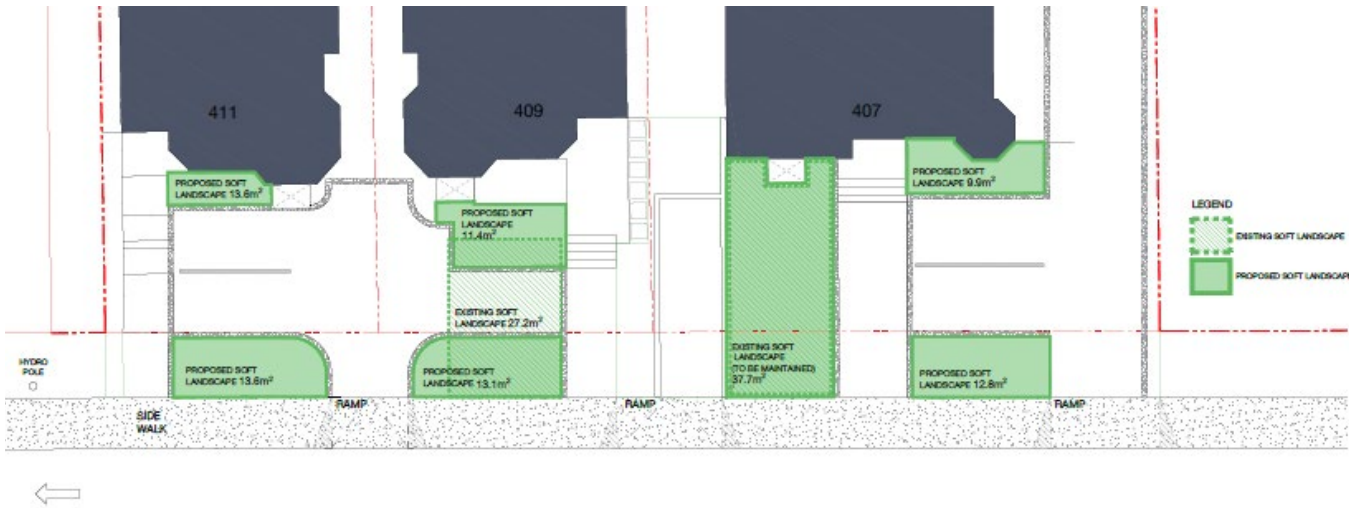 411
409
407
PROPOSED SOFT
LANDSCAPE 13.6m²
PROPOSED SOFT
LANDSCAPE
11.4m²
PROPOSED SOFT
LANDSCAPE 9.9m²
LEGEND
EXISTING SOFT LANDSCAPE
PROPOSED SOFT LANDSCAPE
EXISTING SOFT
LANDSCAPE 27.2m²
EXISTING SOFT
LANDSCAPE
(TO BE MAINTAINED)
37.7m²
HYDRO
POLE
PROPOSED SOFT
LANDSCAPE 13.6m²
PROPOSED SOFT
LANDSCAPE 13.1m²
PROPOSED SOFT
LANDSCAPE 12.8m²
SIDE
WALK
RAMP
RAMP
RAMP